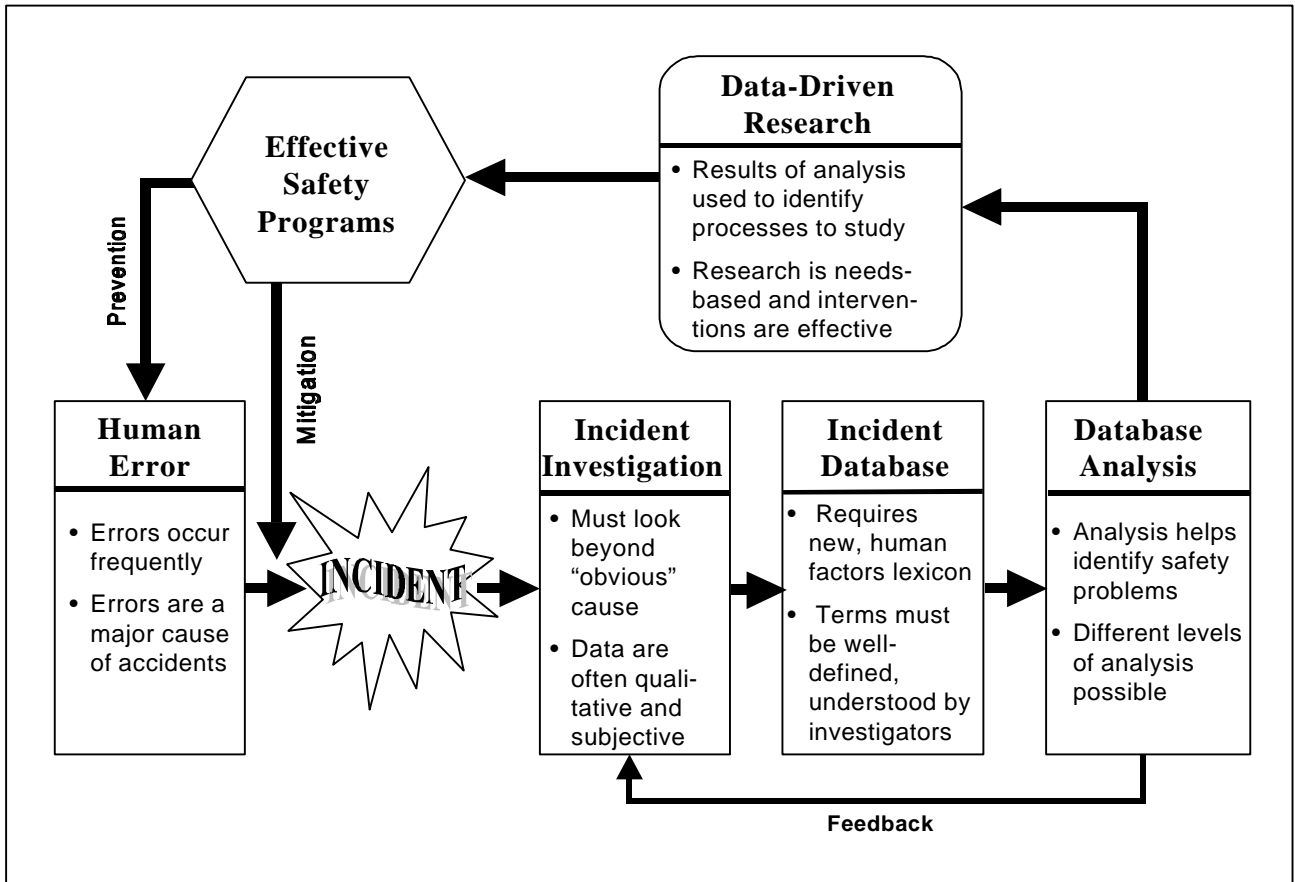 Effective
Safety
Programs
Data-Driven
Research
• Results of analysis
used to identify
processes to study
• Research is needs-
based and interven-
tions are effective
Prevention
Mitigation
Human
Error
• Errors occur
frequently
• Errors are a
major cause
of accidents
INCIDENT
Incident
Investigation
• Must look
beyond
“obvious”
cause
• Data are
often quali-
tative and
subjective
Incident
Database
• Requires
new, human
factors lexicon
• Terms must
be well-
defined,
understood by
investigators
Database
Analysis
• Analysis helps
identify safety
problems
• Different levels
of analysis
possible
Feedback